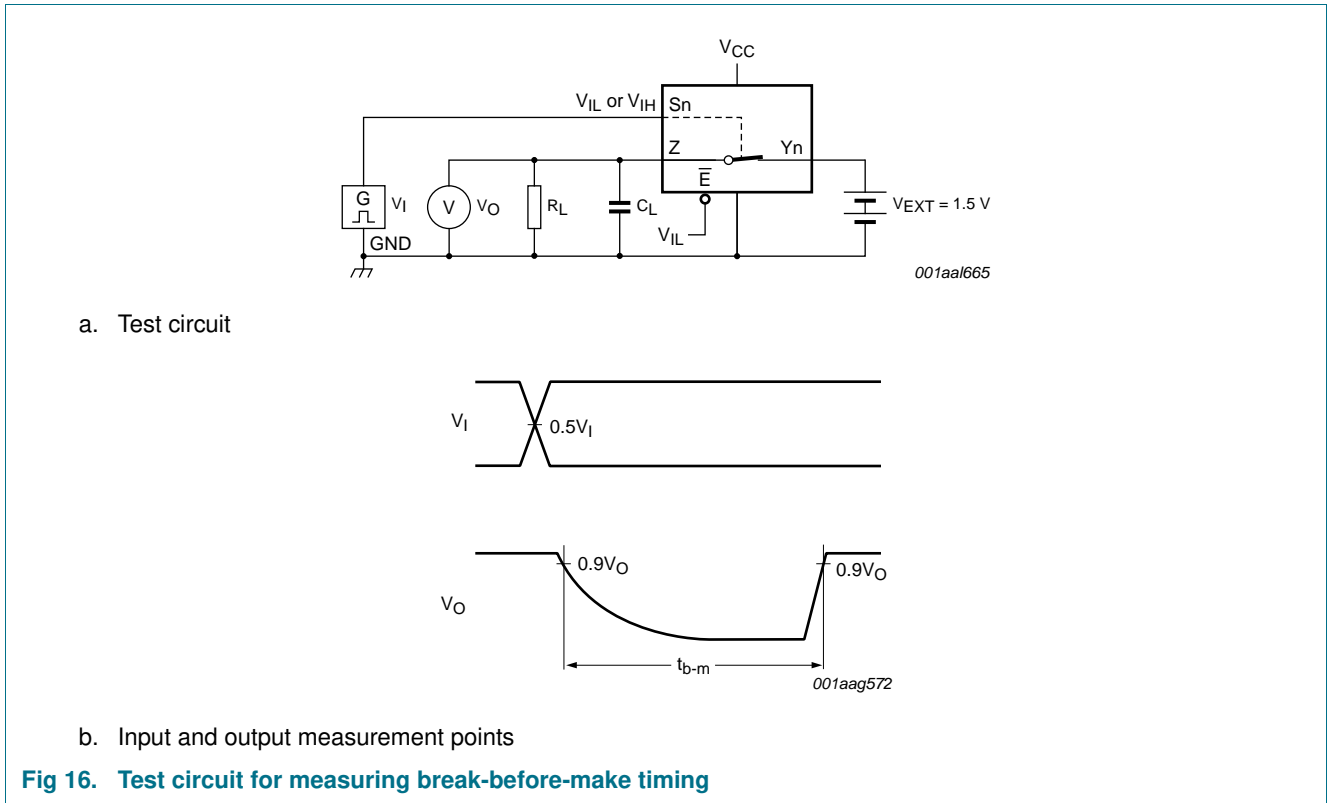 VCC
VIL or VIH Sn
Z Yn
E
G VI V VO RL CL VEXT = 1.5 V
VIL
GND
001aal665
a. Test circuit
VI 0.5VI
0.9VO 0.9VO
VO
tb-m
001aag572
b. Input and output measurement points
Fig 16. Test circuit for measuring break-before-make timing